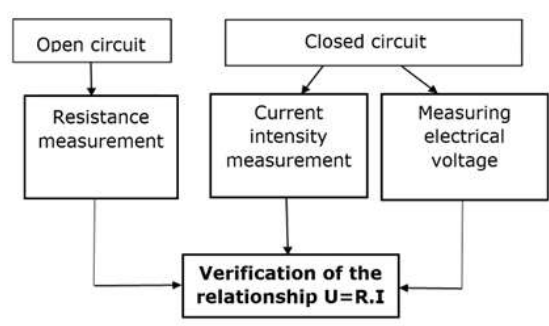 Open circuit
Closed circuit
Resistance
measurement
Current
intensity
measurement
Measuring
electrical
voltage
Verification of the
relationship U=R.I